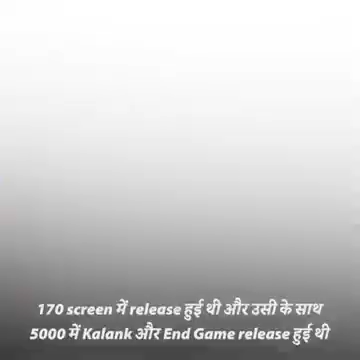 170 screen में release हुई थी और उसी के साथ
5000 में Kalank और End Game release हुई थी